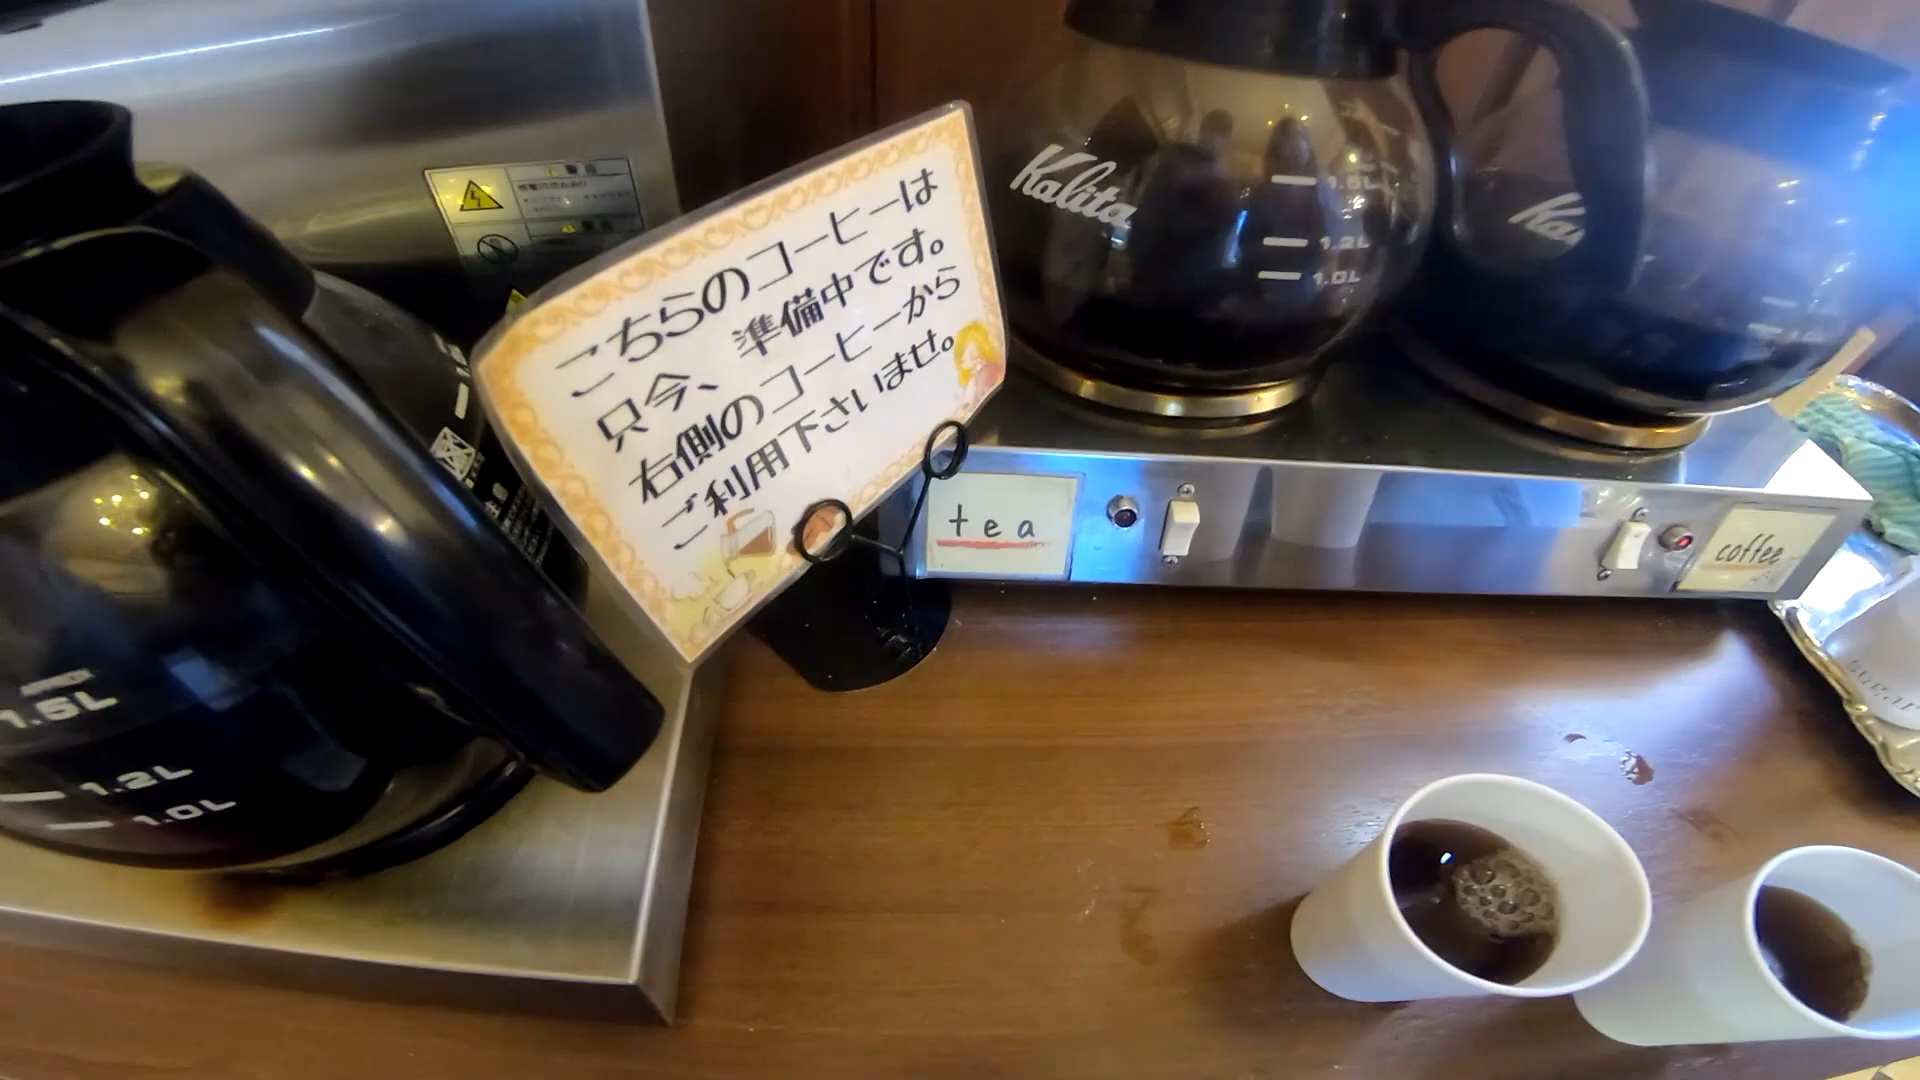 こちらのコーヒーは
只今、準備中です。
右側のコーヒーから
ご利用下さいませ。
Kalita
1.5L
1.2L
1.0L
tea
coffee
1.5L
1.2L
1.0L